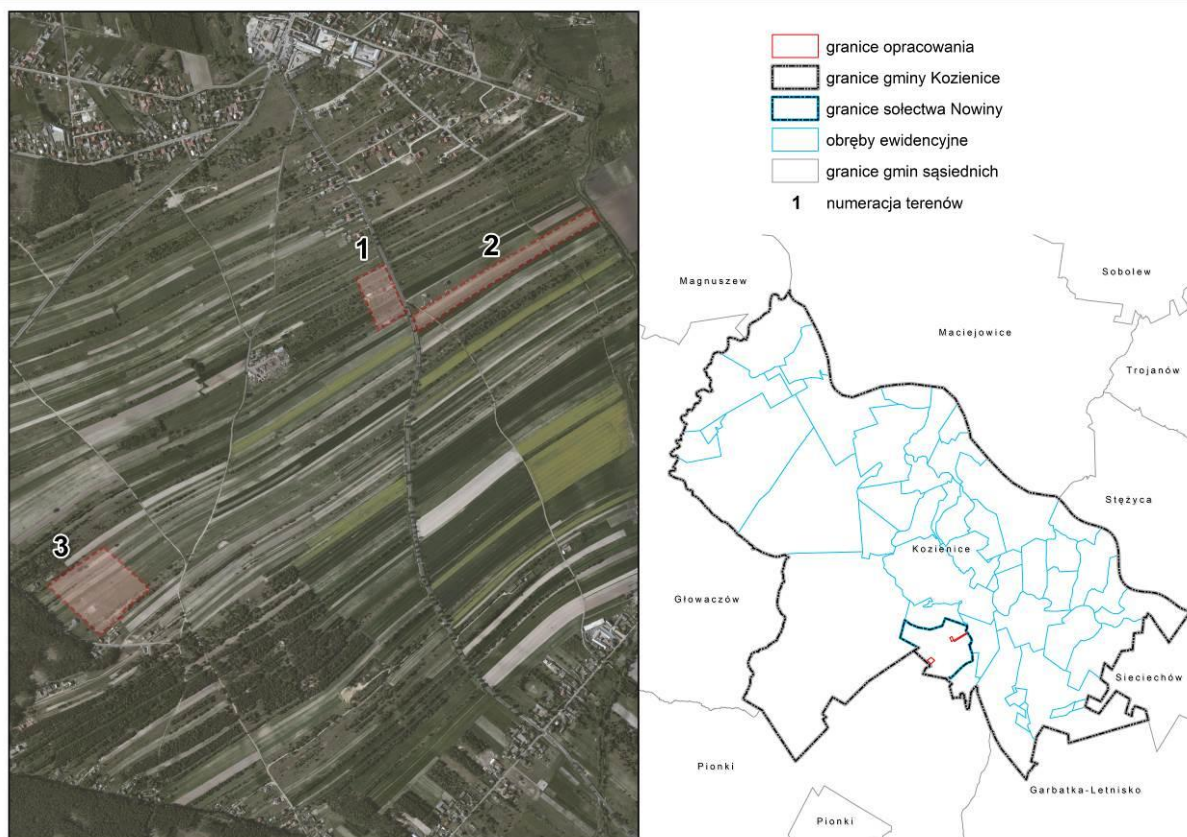 1
2
3
granice opracowania
granice gminy Kozienice
granice sołectwa Nowiny
obręby ewidencyjne
granice gmin sąsiednich
1 numeracja terenów
Magnuszew
Sobolew
Maciejowice
Trojanów
Stężyca
Kozienice
Głowaczów
Sieciechów
Pionki
Garbatka-Letnisko
Pionki